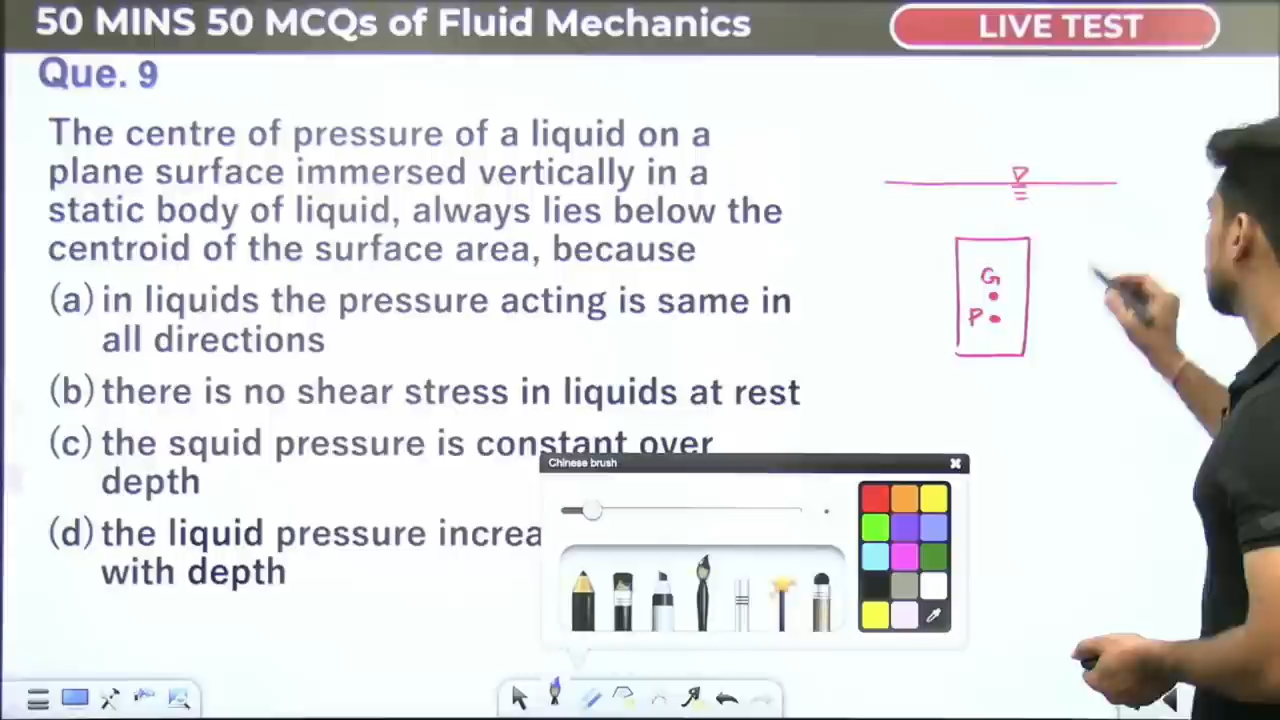 50 MINS 50 MCQs of Fluid Mechanics
LIVE TEST
Que. 9
The centre of pressure of a liquid on a
plane surface immersed vertically in a
static body of liquid, always lies below the
centroid of the surface area, because
(a) in liquids the pressure acting is same in
all directions
(b) there is no shear stress in liquids at rest
(c) the squid pressure is constant over
depth
(d) the liquid pressure
with depth
G
P
Chinese brush